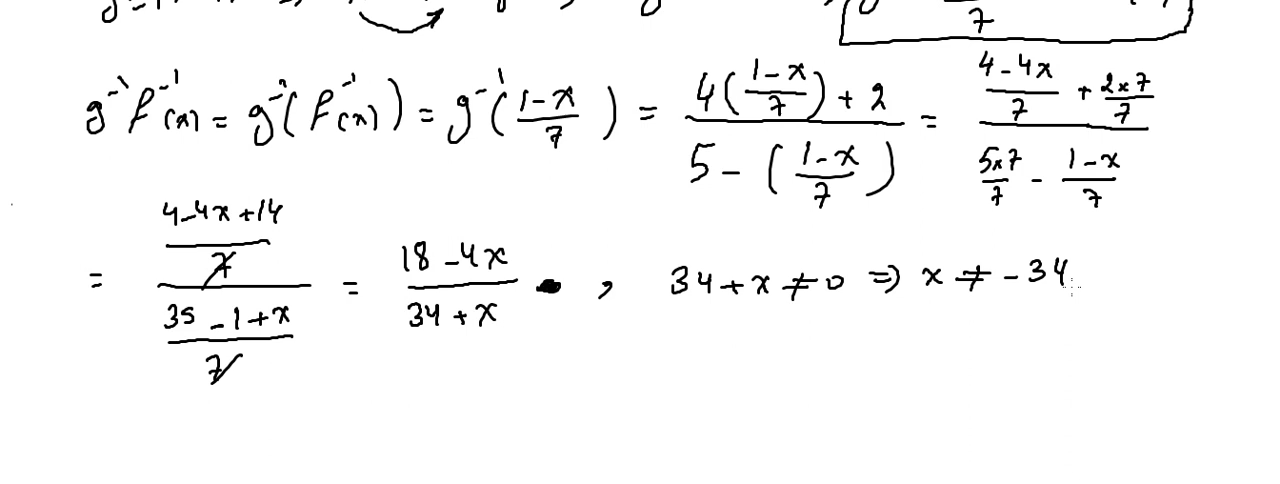 7
g⁻¹f⁻¹(x) = g⁻¹(f⁻¹(x)) = g⁻¹((1-x)/7) = (4((1-x)/7) + 2)/(5 - ((1-x)/7)) = ((4-4x)/7 + (2×7)/7)/((5×7)/7 - (1-x)/7)
= ((4-4x+14)/7)/((35-1+x)/7) = (18-4x)/(34+x) , 34+x ≠ 0 ⇒ x ≠ -34